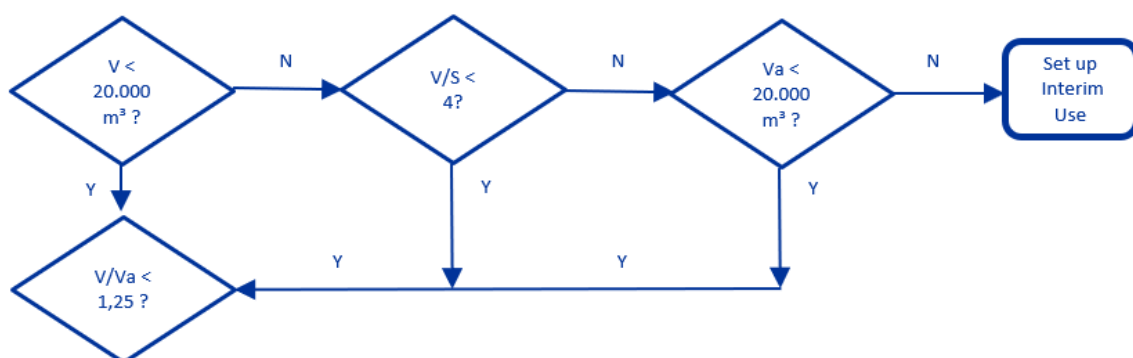 V <
20.000
m³ ?
N
V/S <
4?
N
Va <
20.000
m³ ?
N
Set up
Interim
Use
Y
Y
Y
V/Va <
1,25 ?
Y
Y